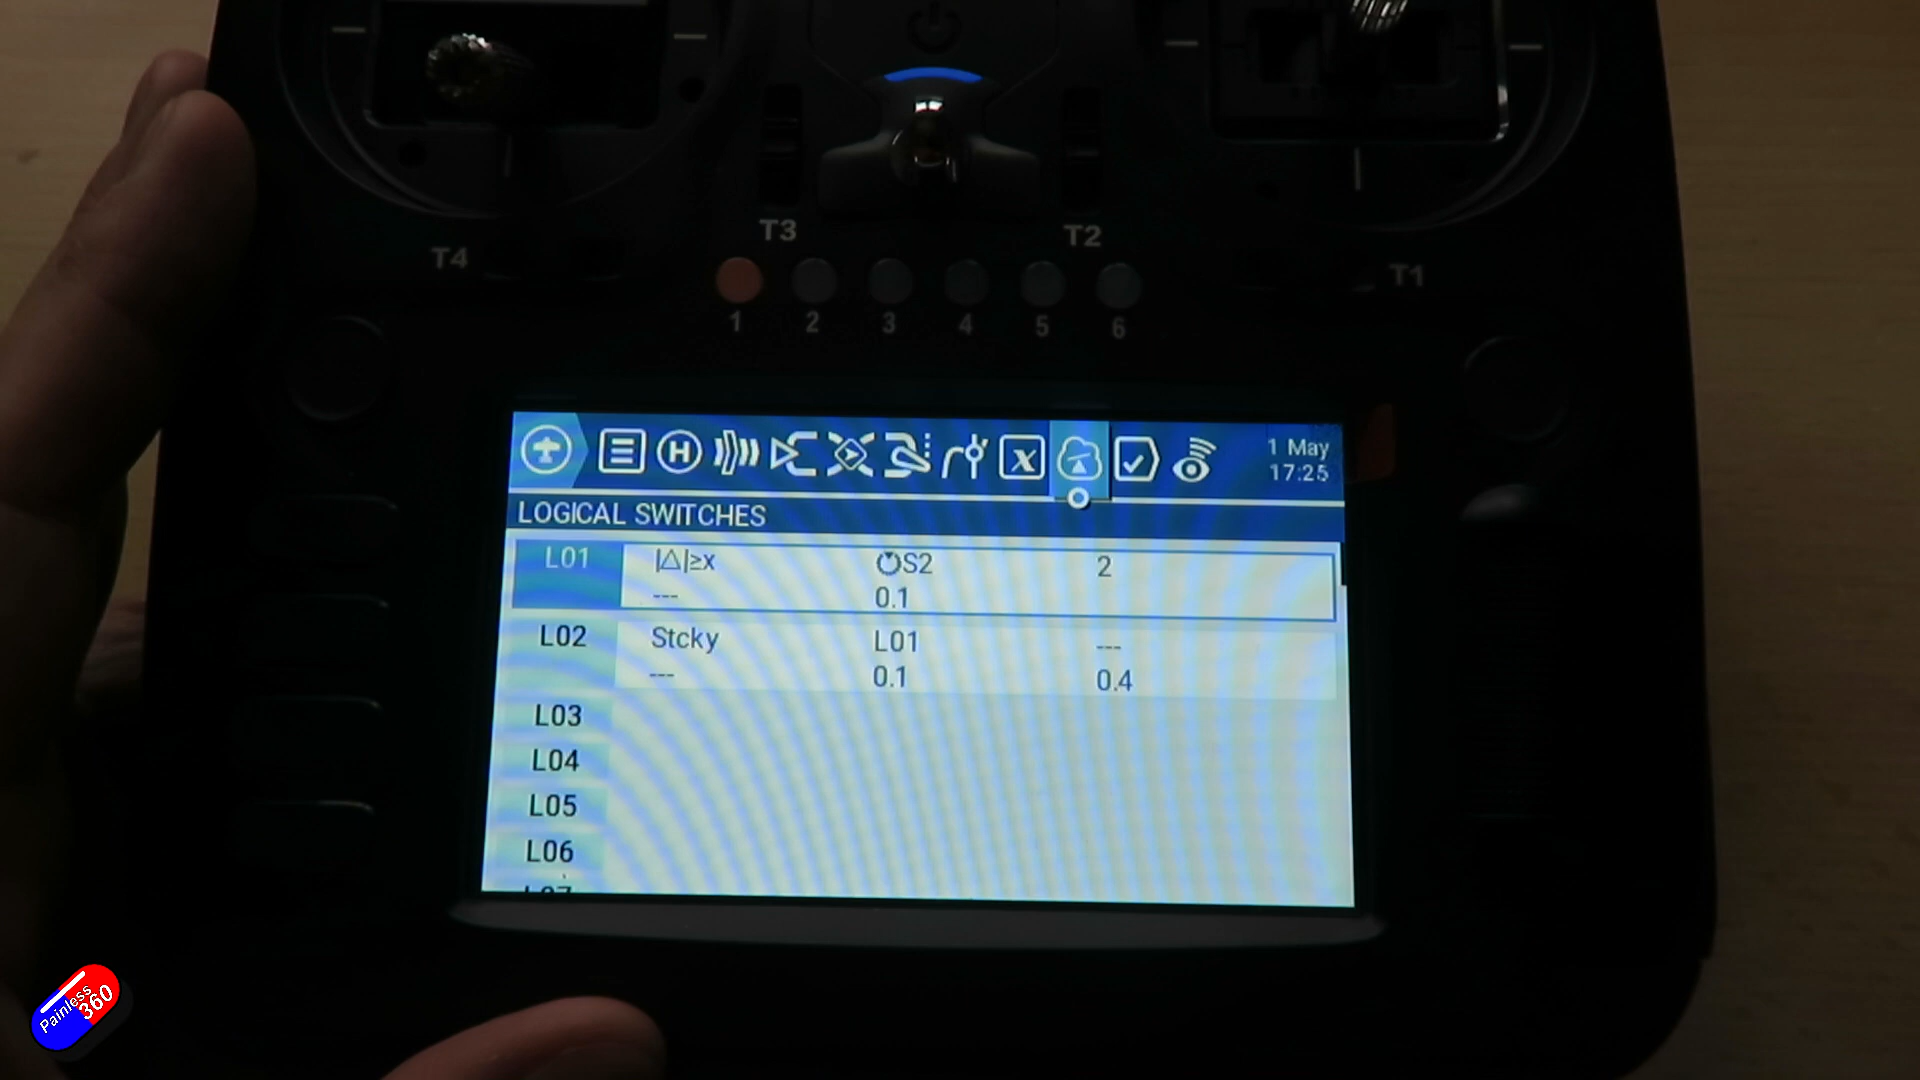 T3
T2
T4
T1
1 2 3 4 5 6
H
x
1 May
17:25
LOGICAL SWITCHES
L01 |△|≥x S2 2
--- 0.1
L02 Stcky L01 ---
--- 0.1 0.4
L03
L04
L05
L06
L07
Painless
360